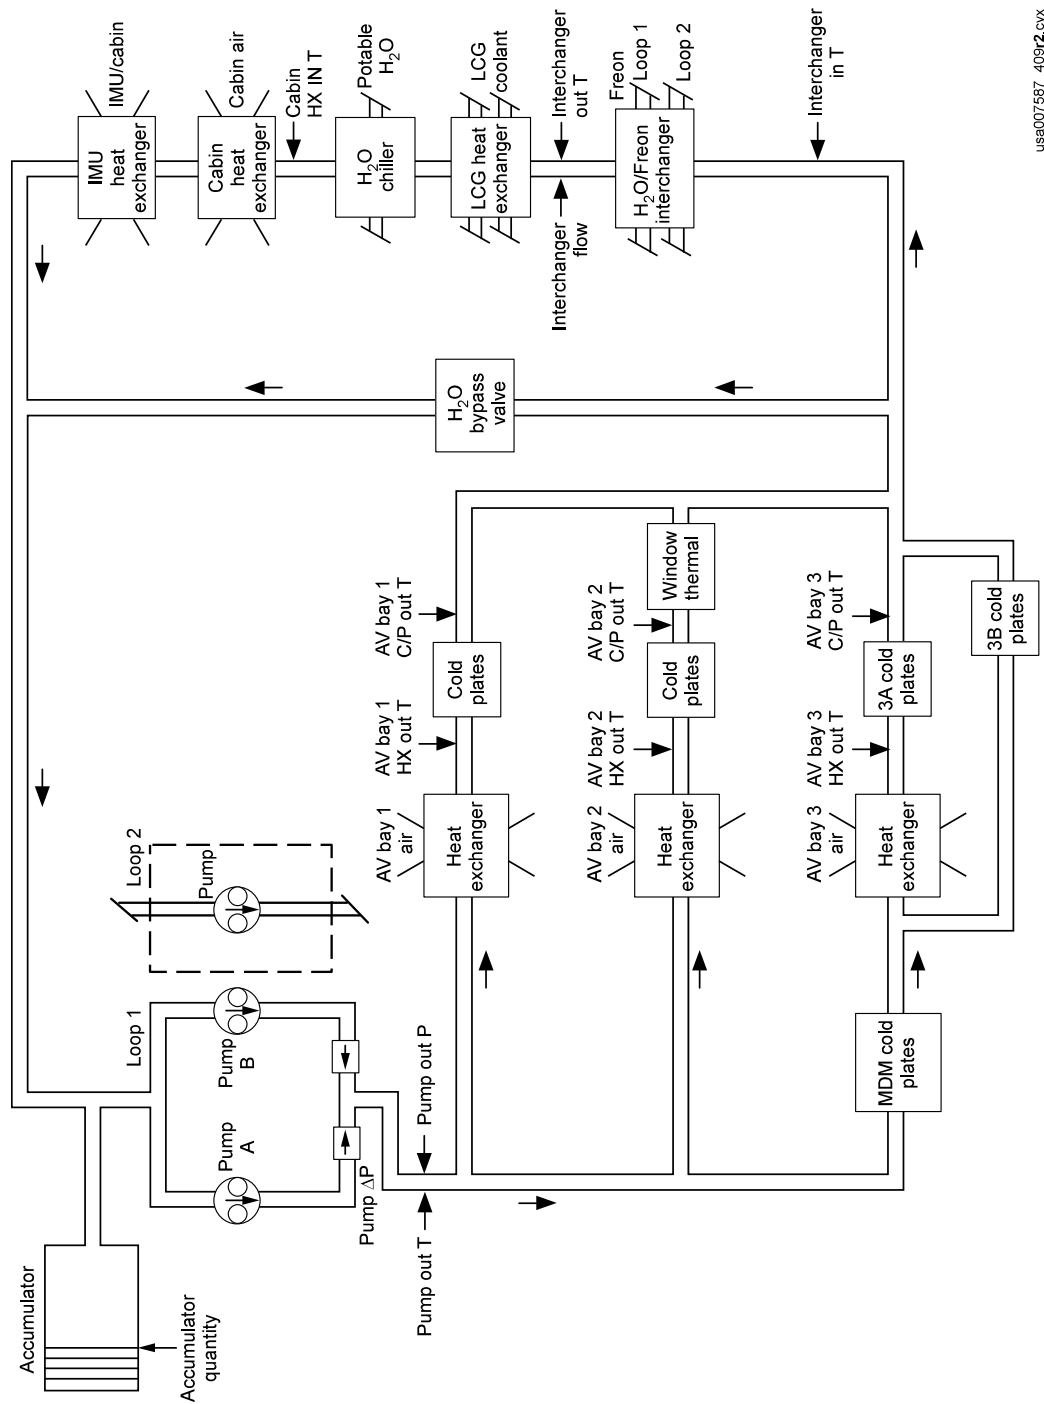 Accumulator
Accumulator
quantity
Loop 1
Pump
A
Pump
B
Pump ΔP
Loop 2
Pump
Pump out T
Pump out P
AV bay 1
air
Heat
exchanger
AV bay 1
HX out T
Cold
plates
AV bay 1
C/P out T
AV bay 2
air
Heat
exchanger
AV bay 2
HX out T
Cold
plates
AV bay 2
C/P out T
Window
thermal
MDM cold
plates
AV bay 3
air
Heat
exchanger
AV bay 3
HX out T
3A cold
plates
AV bay 3
C/P out T
3B cold
plates
H₂O
bypass
valve
IMU
heat
exchanger
IMU/cabin
Cabin
heat
exchanger
Cabin air
Cabin
HX IN T
H₂O
chiller
Potable
H₂O
LCG heat
exchanger
LCG
coolant
Interchanger
flow
Interchanger
out T
H₂O/Freon
interchanger
Freon
Loop 1
Loop 2
Interchanger
in T
usa007587_409r2.cvx